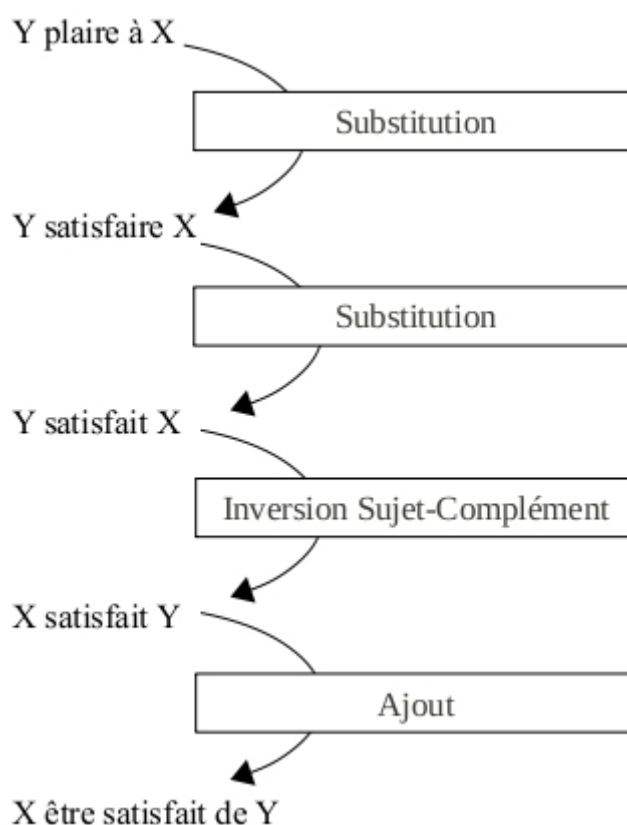 Y plaire à X
Substitution
Y satisfaire X
Substitution
Y satisfait X
Inversion Sujet-Complément
X satisfait Y
Ajout
X être satisfait de Y